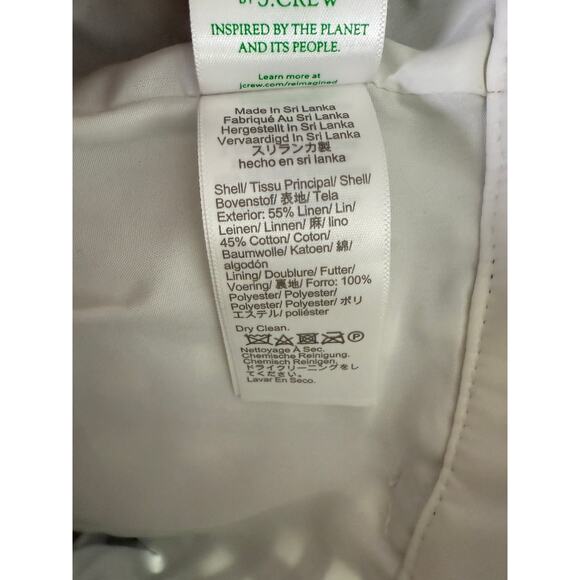 BY J.CREW
INSPIRED BY THE PLANET
AND ITS PEOPLE.
Learn more at
jcrew.com/reimagined
Made In Sri Lanka
Fabriqué Au Sri Lanka
Hergestellt In Sri Lanka
Vervaardigd In Sri Lanka
スリランカ製
hecho en sri lanka
Shell/ Tissu Principal/ Shell/
Bovenstof/ 表地/ Tela
Exterior: 55% Linen/ Lin/
Leinen/ Linnen/ 麻/ lino
45% Cotton/ Coton/
Baumwolle/ Katoen/ 綿/
algodón
Lining/ Doublure/ Futter/
Voering/ 裏地/ Forro: 100%
Polyester/ Polyester/
Polyester/ Polyester/ ポリ
エステル/ poliéster
Dry Clean.
P
Nettoyage À Sec.
Chemische Reinigung.
Chemisch Reinigen.
ドライクリーニングをし
てください。
Lavar En Seco.